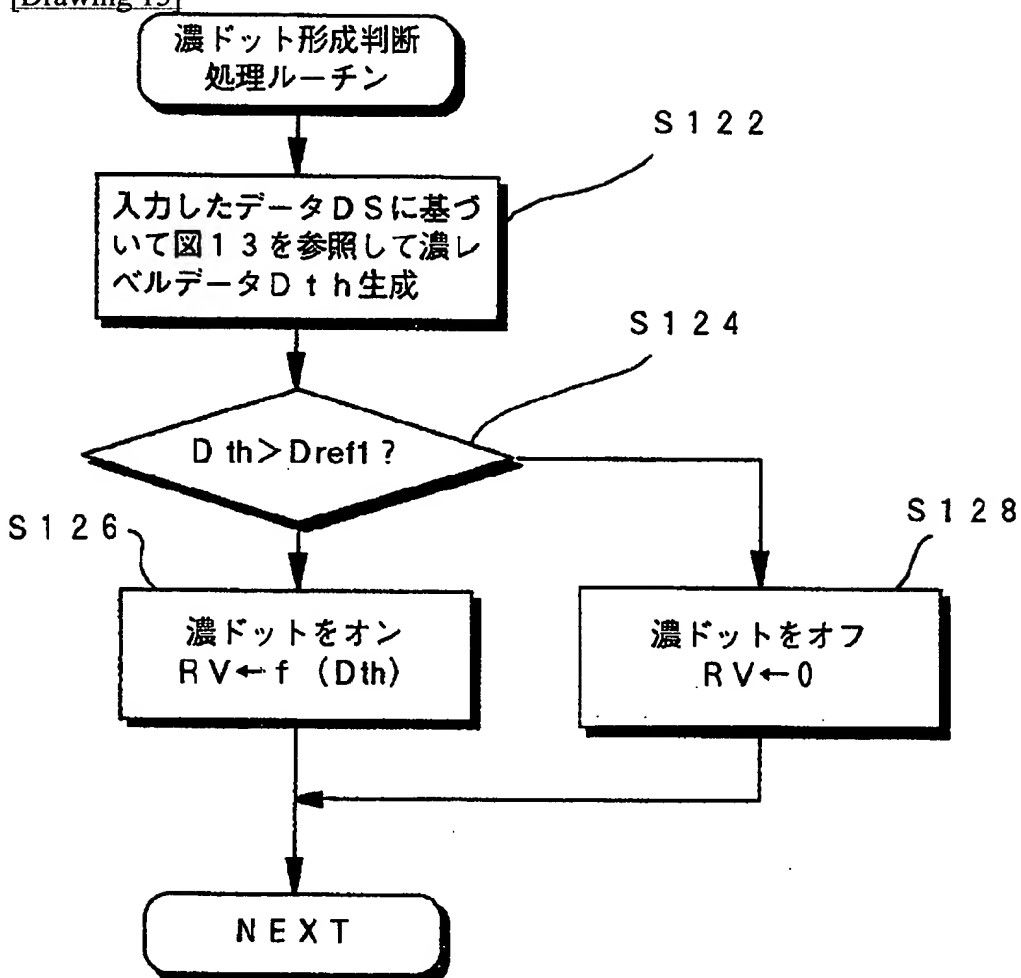 [Drawing 15]
濃ドット形成判断
処理ルーチン
S122
入力したデータDSに基づ
いて図13を参照して濃レ
ベルデータDth生成
S124
Dth>Dref1?
S126
濃ドットをオン
RV←f(Dth)
S128
濃ドットをオフ
RV←0
NEXT